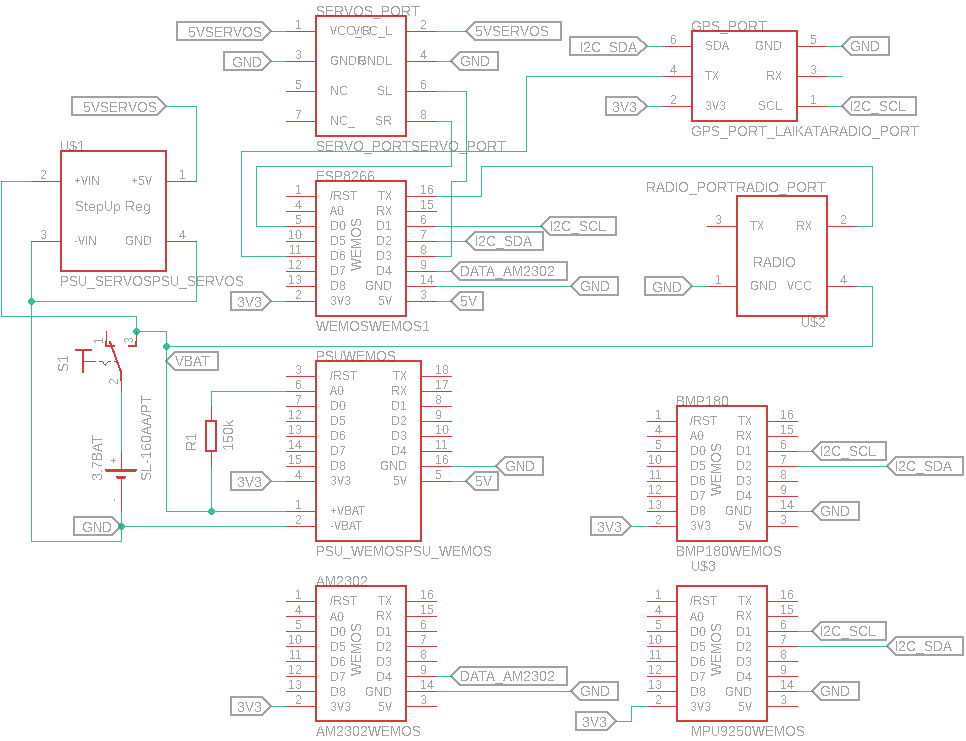 SERVOS_PORT
5VSERVOS 1 VCC_R VCC_L 2 5VSERVOS
GND 3 GNDR GNDL 4 GND
5 NC SL 6
7 NC_ SR 8
SERVO_PORTSERVO_PORT
GPS_PORT
I2C_SDA 6 SDA GND 5 GND
4 TX RX 3
3V3 2 3V3 SCL 1 I2C_SCL
GPS_PORT_LAIKATARADIO_PORT
5VSERVOS
U$1
2 +VIN +5V 1
StepUp Reg
3 -VIN GND 4
PSU_SERVOSPSU_SERVOS
ESP8266
1 /RST TX 16
4 A0 RX 15
5 D0 D1 6 I2C_SCL
10 D5 D2 7 I2C_SDA
11 D6 D3 8
12 D7 D4 9 DATA_AM2302
13 D8 GND 14 GND
3V3 2 3V3 5V 3 5V
WEMOS
WEMOSWEMOS1
RADIO_PORTRADIO_PORT
3 TX RX 2
RADIO
GND 1 GND VCC 4
U$2
S1
1
3
2
VBAT
3.7BAT
+
-
SL-160AA/PT
GND
R1
150k
PSUWEMOS
3 /RST TX 18
6 A0 RX 17
7 D0 D1 8
12 D5 D2 9
13 D6 D3 10
14 D7 D4 11
15 D8 GND 16 GND
3V3 4 3V3 5V 5 5V
1 +VBAT
2 -VBAT
PSU_WEMOSPSU_WEMOS
BMP180
1 /RST TX 16
4 A0 RX 15
5 D0 D1 6 I2C_SCL
10 D5 D2 7 I2C_SDA
11 D6 D3 8
12 D7 D4 9
13 D8 GND 14 GND
3V3 2 3V3 5V 3
WEMOS
BMP180WEMOS
AM2302
1 /RST TX 16
4 A0 RX 15
5 D0 D1 6
10 D5 D2 7
11 D6 D3 8
12 D7 D4 9 DATA_AM2302
13 D8 GND 14 GND
3V3 2 3V3 5V 3
WEMOS
AM2302WEMOS
U$3
1 /RST TX 16
4 A0 RX 15
5 D0 D1 6 I2C_SCL
10 D5 D2 7 I2C_SDA
11 D6 D3 8
12 D7 D4 9
13 D8 GND 14 GND
3V3 2 3V3 5V 3
WEMOS
MPU9250WEMOS